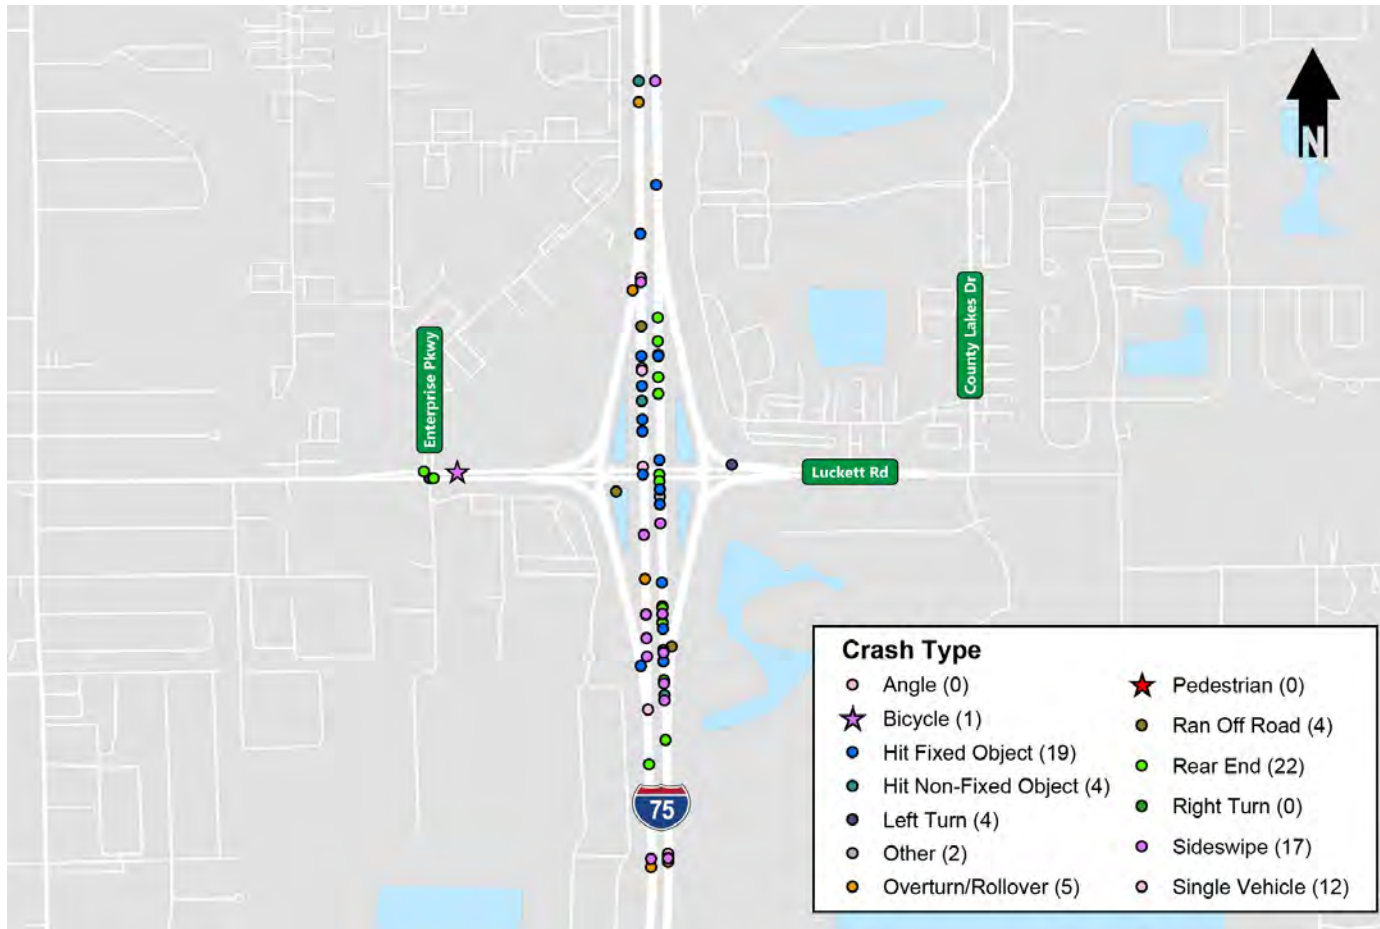 N
Enterprise Pkwy
County Lakes Dr
Luckett Rd
75
Crash Type
Angle (0)
Bicycle (1)
Hit Fixed Object (19)
Hit Non-Fixed Object (4)
Left Turn (4)
Other (2)
Overturn/Rollover (5)
Pedestrian (0)
Ran Off Road (4)
Rear End (22)
Right Turn (0)
Sideswipe (17)
Single Vehicle (12)